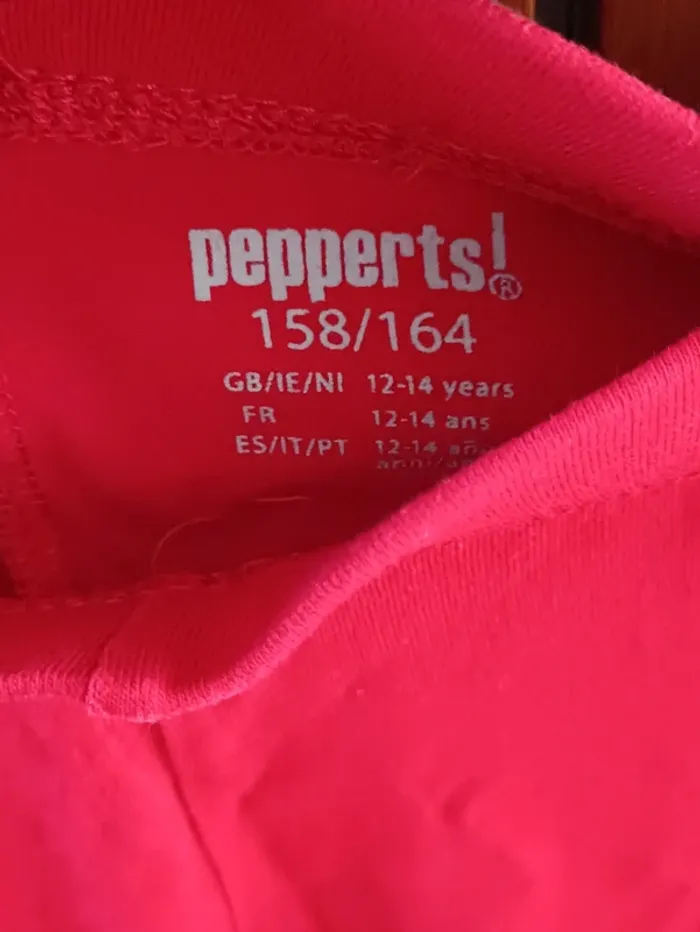 pepperts!®
158/164
GB/IE/NI 12-14 years
FR 12-14 ans
ES/IT/PT 12-14